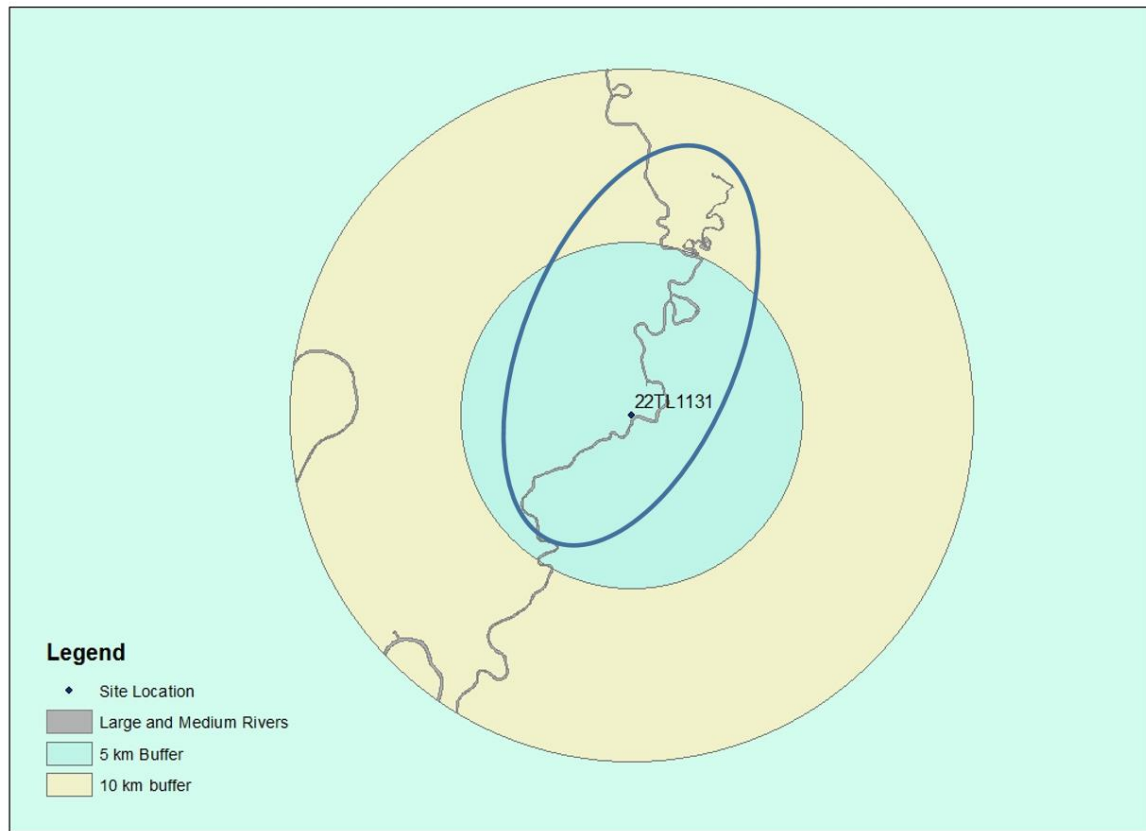 22TL1131
Legend
Site Location
Large and Medium Rivers
5 km Buffer
10 km buffer